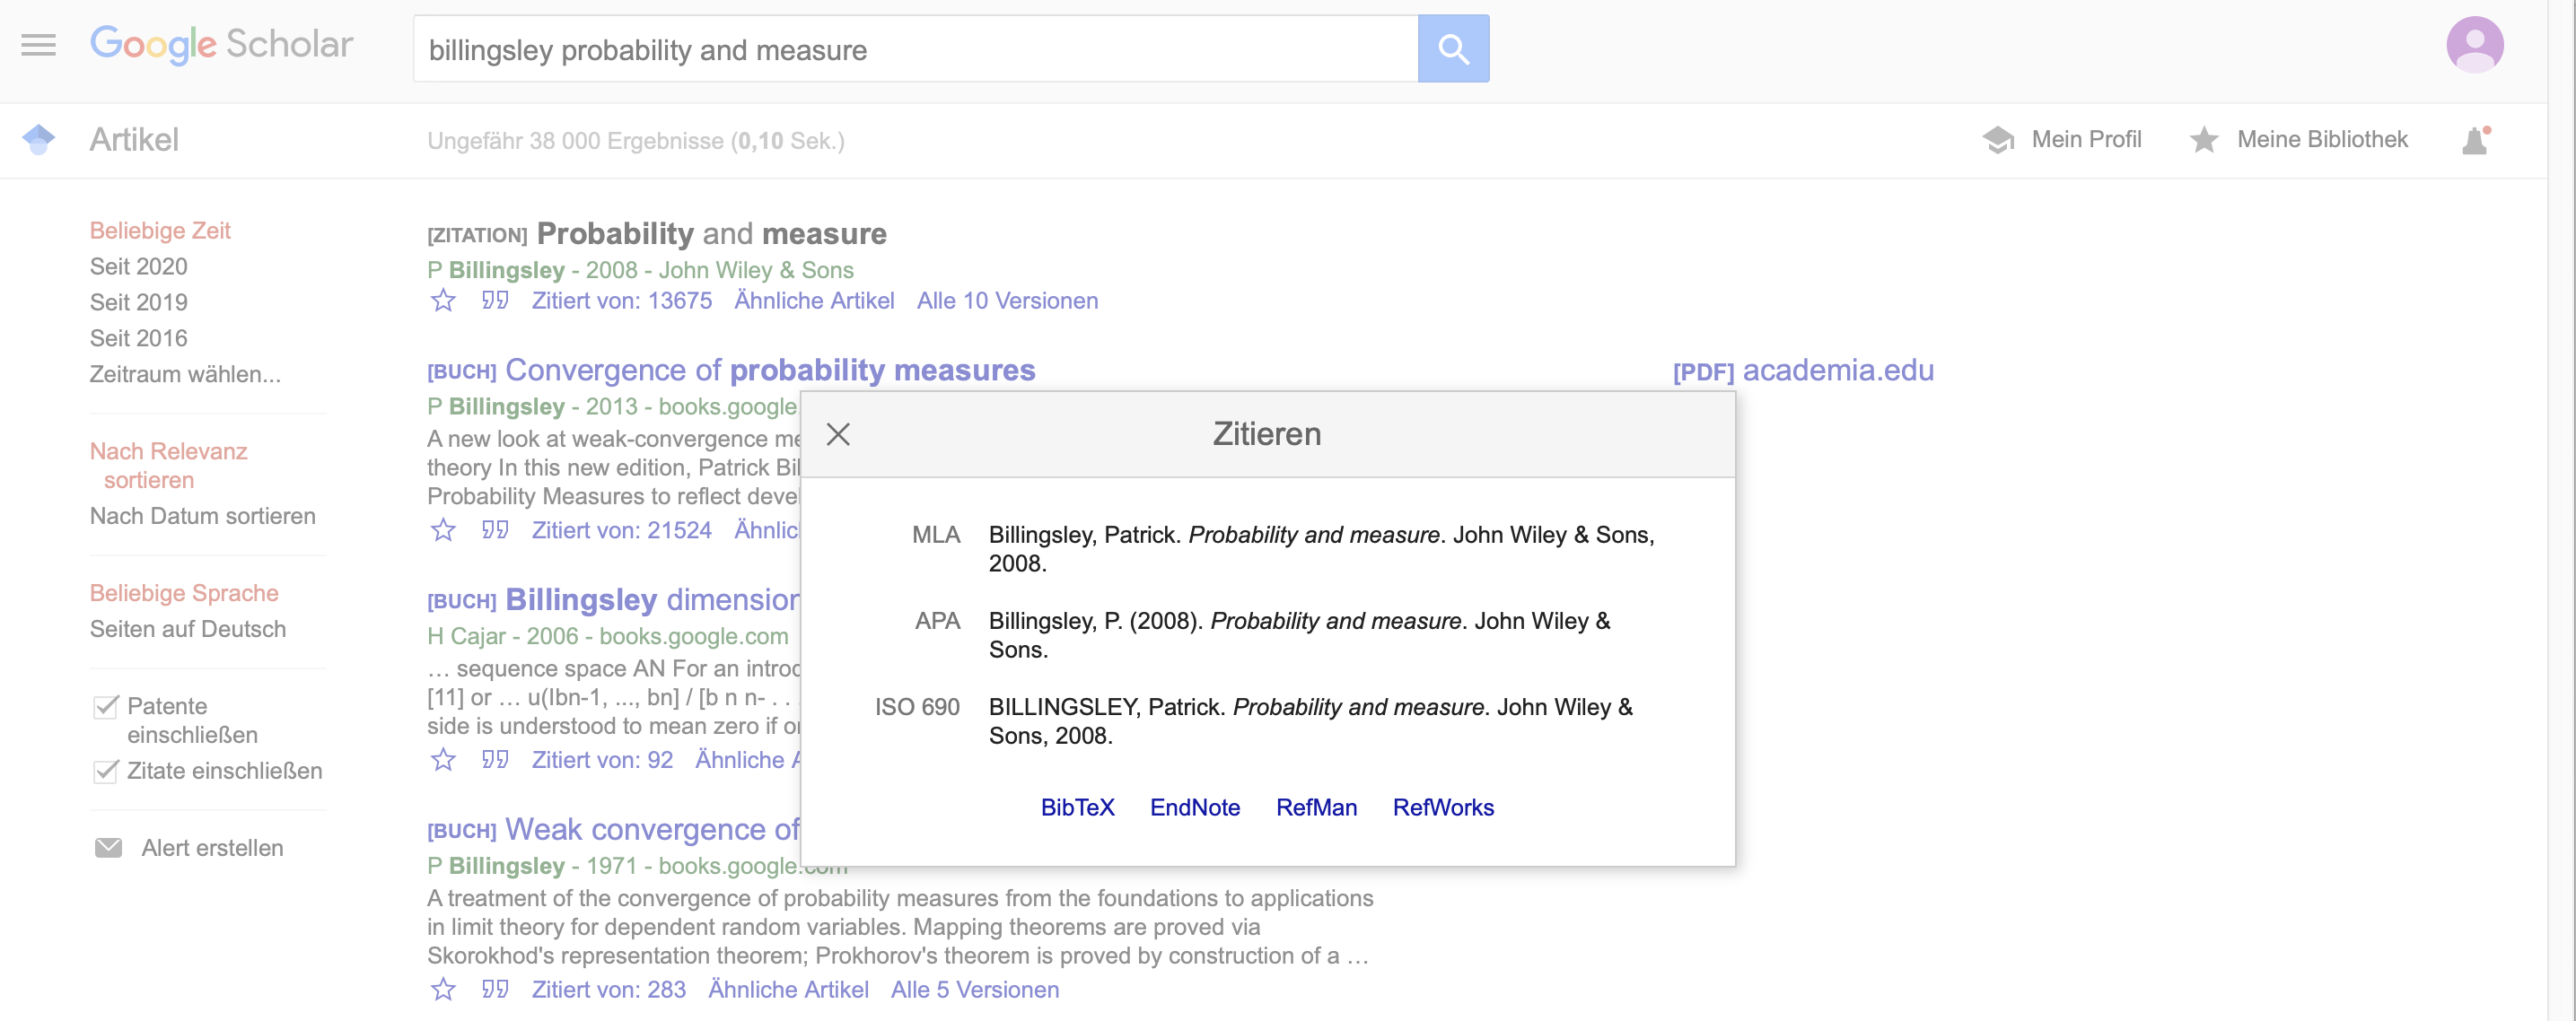 Google Scholar
billingsley probability and measure
Artikel
Ungefähr 38 000 Ergebnisse (0,10 Sek.)
Mein Profil
Meine Bibliothek
Beliebige Zeit
Seit 2020
Seit 2019
Seit 2016
Zeitraum wählen...
Nach Relevanz
sortieren
Nach Datum sortieren
Beliebige Sprache
Seiten auf Deutsch
Patente
einschließen
Zitate einschließen
Alert erstellen
[ZITATION] Probability and measure
P Billingsley - 2008 - John Wiley & Sons
Zitiert von: 13675 Ähnliche Artikel Alle 10 Versionen
[BUCH] Convergence of probability measures
P Billingsley - 2013 - books.google.
A new look at weak-convergence me
theory In this new edition, Patrick Bil
Probability Measures to reflect devel
Zitiert von: 21524 Ähnlic
[PDF] academia.edu
[BUCH] Billingsley dimension
H Cajar - 2006 - books.google.com
… sequence space AN For an introd
[11] or … u(Ibn-1, ..., bn] / [b n n- . . .
side is understood to mean zero if or
Zitiert von: 92 Ähnliche A
[BUCH] Weak convergence of
P Billingsley - 1971 - books.google.com
A treatment of the convergence of probability measures from the foundations to applications
in limit theory for dependent random variables. Mapping theorems are proved via
Skorokhod's representation theorem; Prokhorov's theorem is proved by construction of a …
Zitiert von: 283 Ähnliche Artikel Alle 5 Versionen
Zitieren
MLA Billingsley, Patrick. Probability and measure. John Wiley & Sons,
2008.
APA Billingsley, P. (2008). Probability and measure. John Wiley &
Sons.
ISO 690 BILLINGSLEY, Patrick. Probability and measure. John Wiley &
Sons, 2008.
BibTeX EndNote RefMan RefWorks